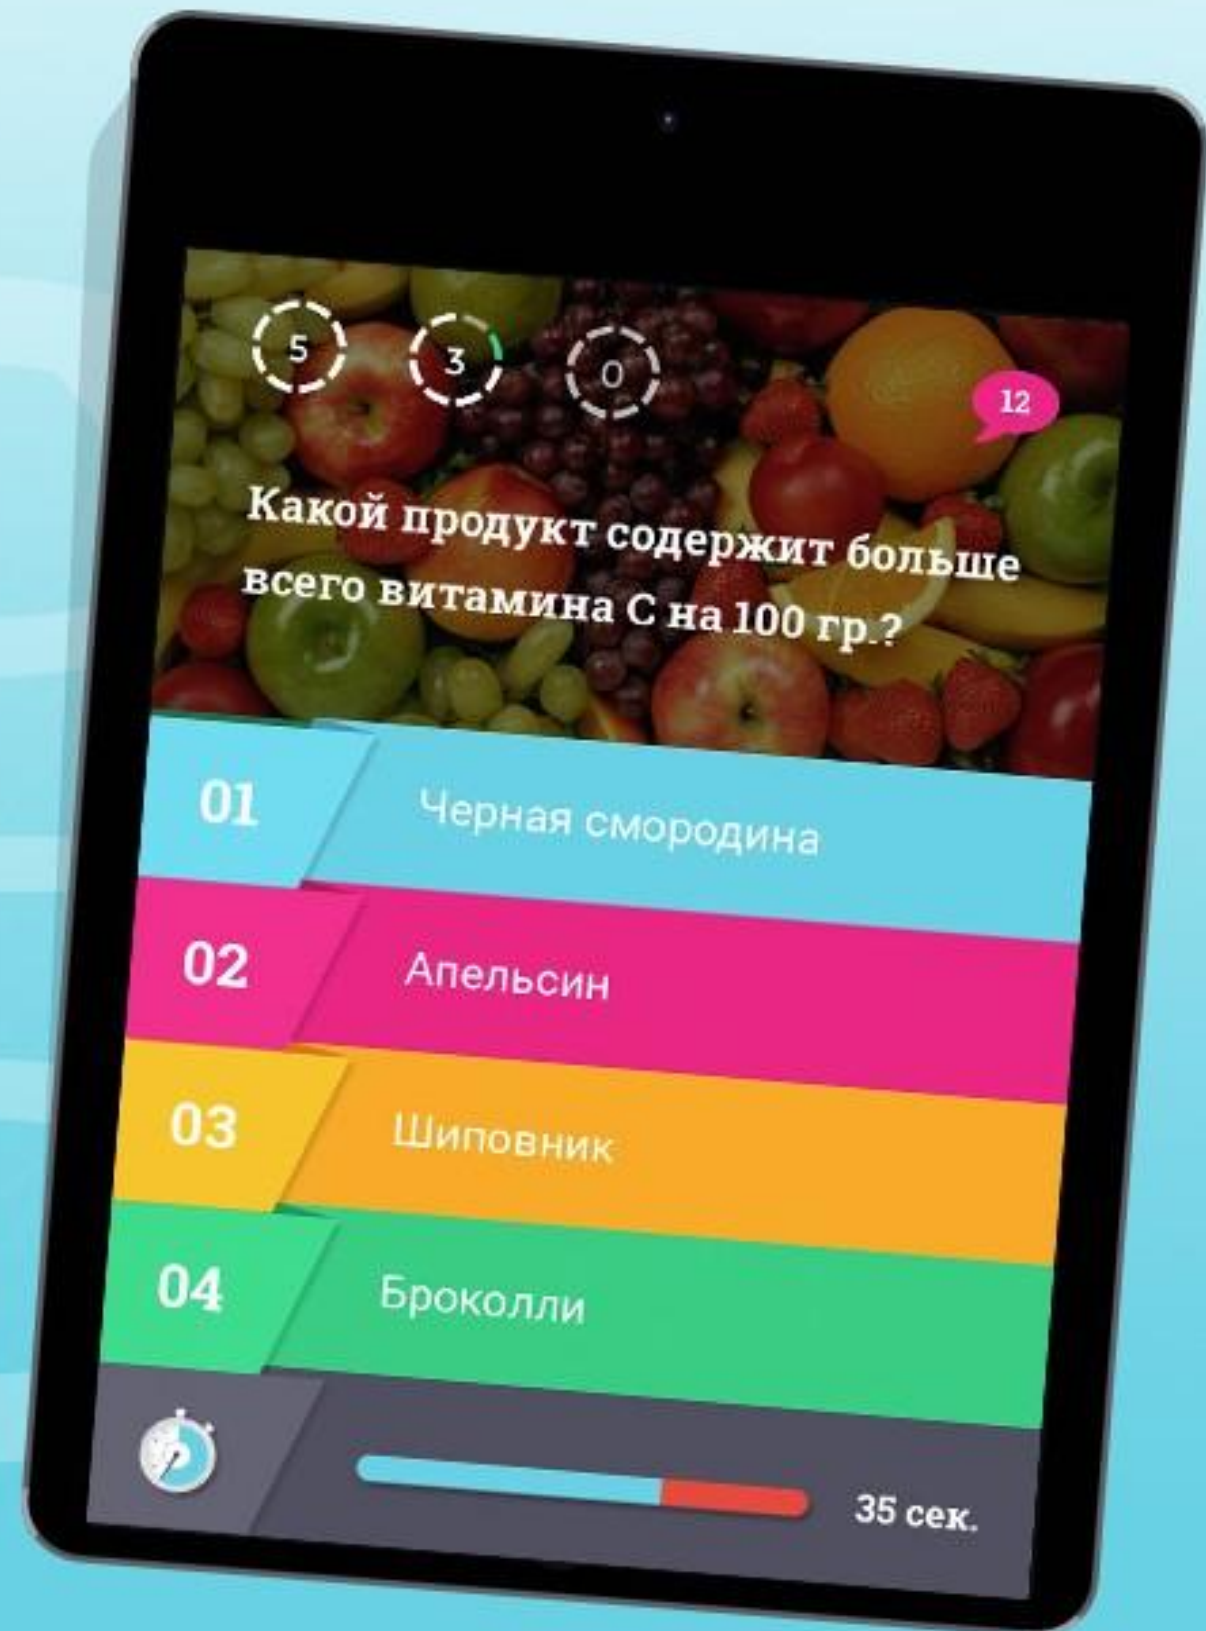 5 3 0
12
Какой продукт содержит больше
всего витамина С на 100 гр.?
01 Черная смородина
02 Апельсин
03 Шиповник
04 Броколли
35 сек.